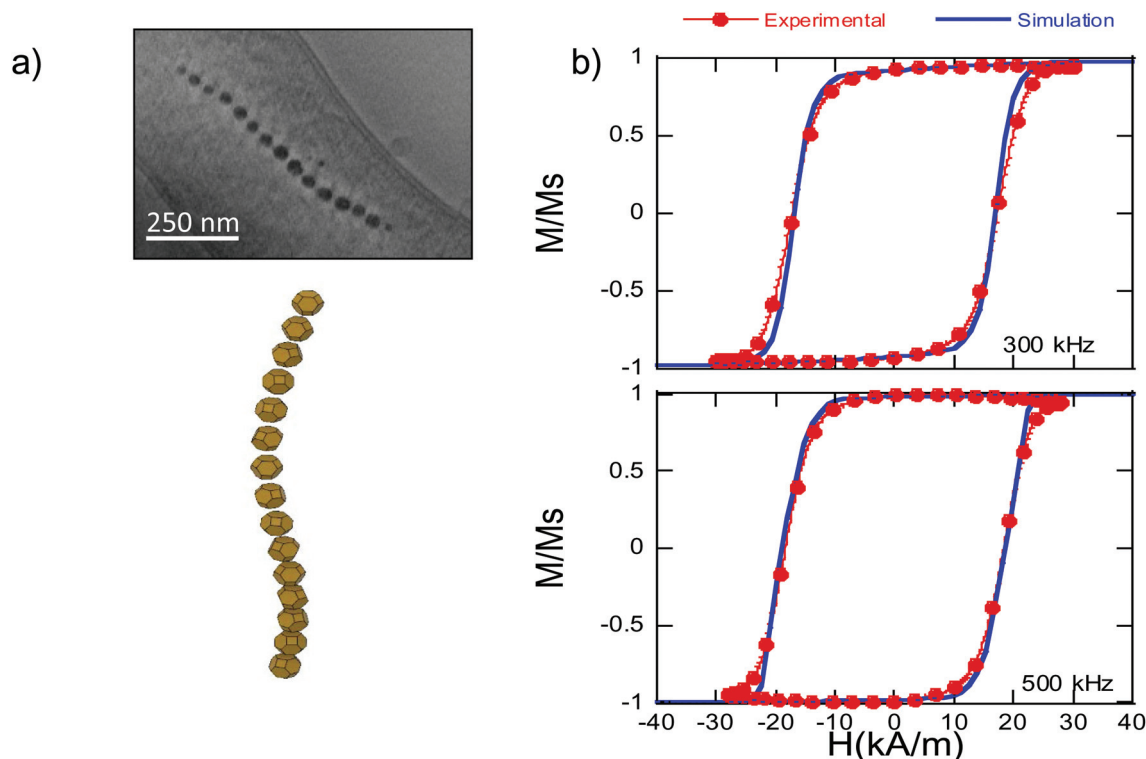 a)
250 nm
b)
Experimental Simulation
1
0.5
0
-0.5
-1
M/Ms
300 kHz
1
0.5
0
-0.5
-1
M/Ms
500 kHz
-40 -30 -20 -10 0 10 20 30 40
H(kA/m)